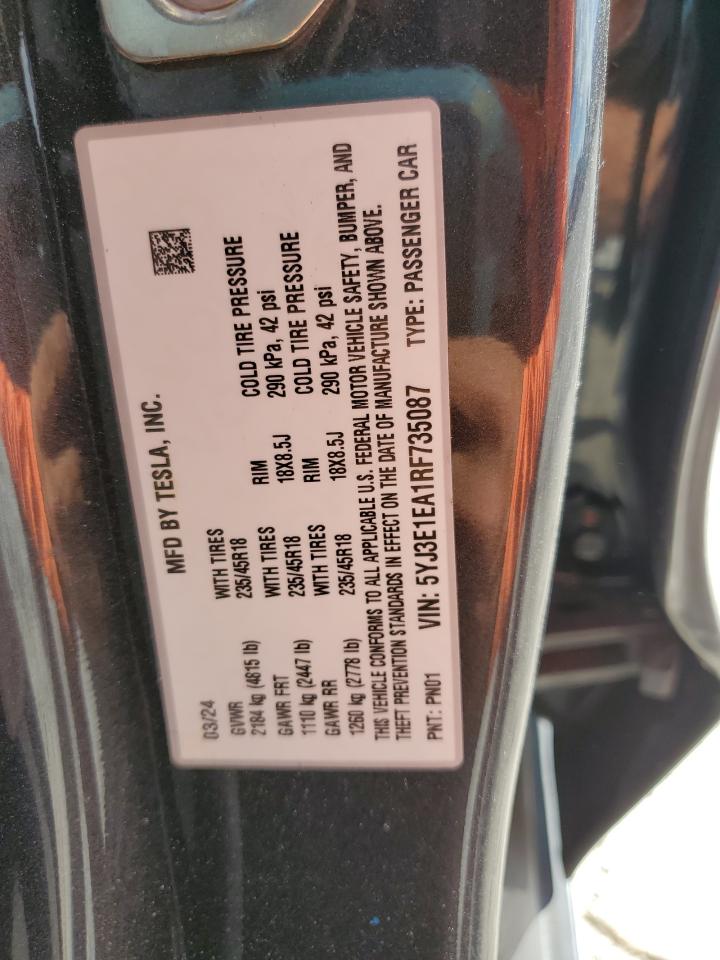 MFD BY TESLA, INC.
03/24
GVWR WITH TIRES RIM COLD TIRE PRESSURE
2184 kg (4815 lb) 235/45R18 18X8.5J 290 kPa, 42 psi
GAWR FRT WITH TIRES RIM COLD TIRE PRESSURE
1110 kg (2447 lb) 235/45R18 18X8.5J 290 kPa, 42 psi
GAWR RR WITH TIRES
1260 kg (2778 lb) 235/45R18
THIS VEHICLE CONFORMS TO ALL APPLICABLE U.S. FEDERAL MOTOR VEHICLE SAFETY, BUMPER, AND
THEFT PREVENTION STANDARDS IN EFFECT ON THE DATE OF MANUFACTURE SHOWN ABOVE.
PNT: PN01 VIN: 5YJ3E1EA1RF735087 TYPE: PASSENGER CAR